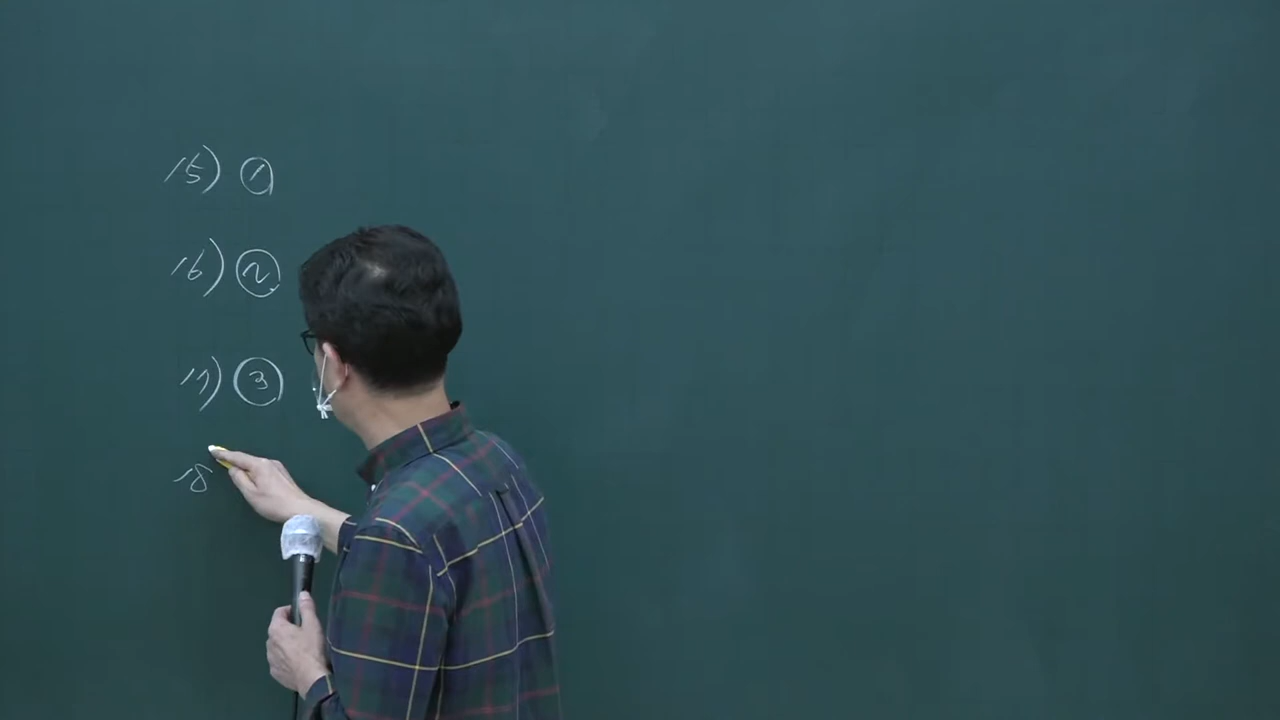 15) ①
16) ②
17) ③
18